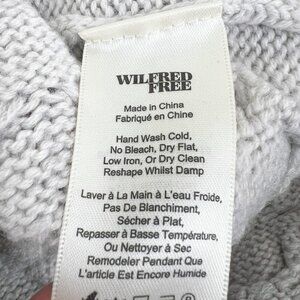 WILFRED
FREE
Made in China
Fabriqué en Chine
Hand Wash Cold,
No Bleach, Dry Flat,
Low Iron, Or Dry Clean
Reshape Whilst Damp
Laver à La Main à L'eau Froide,
Pas De Blanchiment,
Sécher à Plat,
Repasser à Basse Température,
Ou Nettoyer à Sec
Remodeler Pendant Que
L'article Est Encore Humide